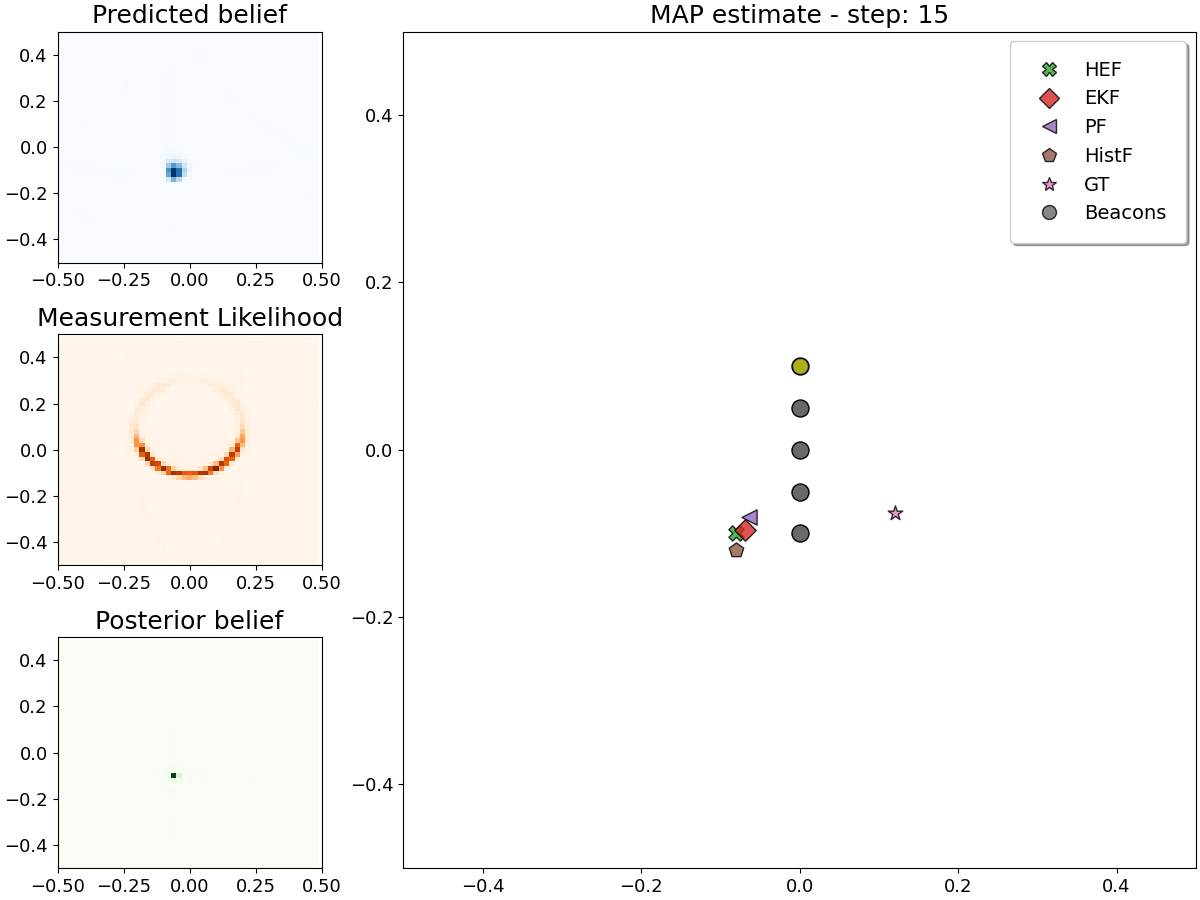 Predicted belief
0.4
0.2
0.0
−0.2
−0.4
−0.50 −0.25 0.00 0.25 0.50
Measurement Likelihood
0.4
0.2
0.0
−0.2
−0.4
−0.50 −0.25 0.00 0.25 0.50
Posterior belief
0.4
0.2
0.0
−0.2
−0.4
−0.50 −0.25 0.00 0.25 0.50
MAP estimate - step: 15
0.4
0.2
0.0
−0.2
−0.4
−0.4 −0.2 0.0 0.2 0.4
HEF
EKF
PF
HistF
GT
Beacons